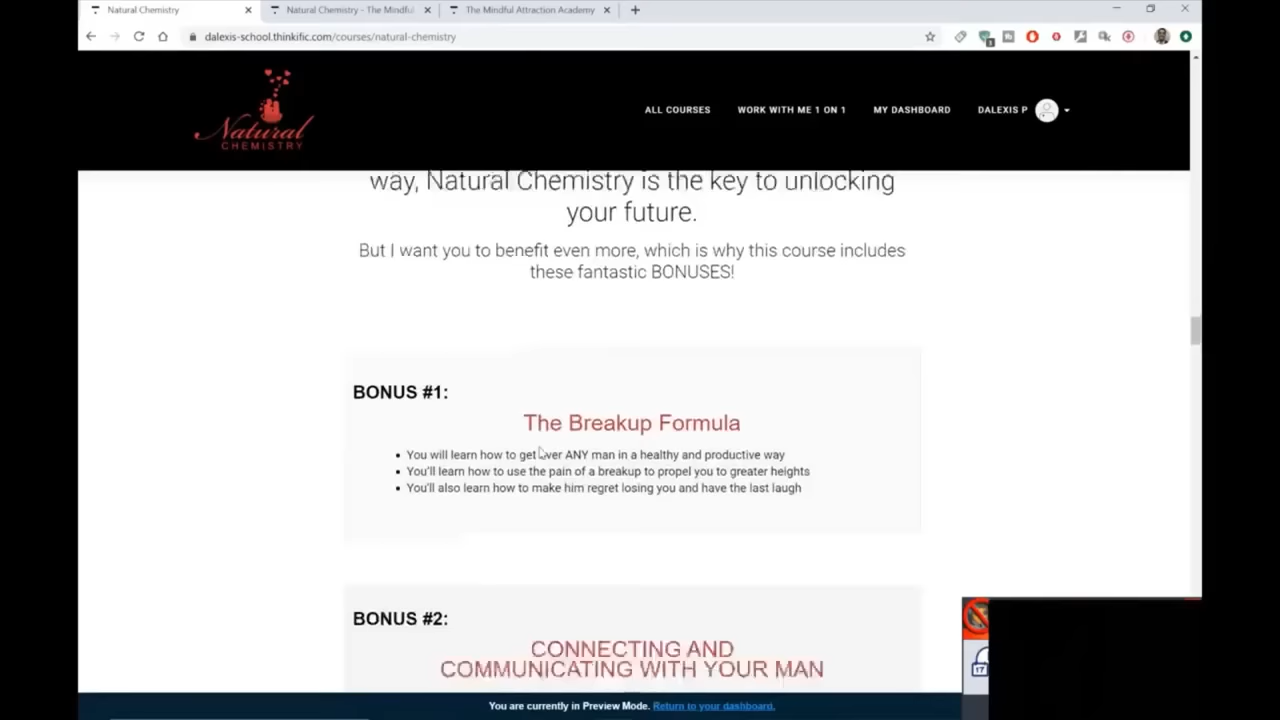 Natural Chemistry
Natural Chemistry - The Mindful
The Mindful Attraction Academy
dalexis-school.thinkific.com/courses/natural-chemistry
Natural
CHEMISTRY
ALL COURSES
WORK WITH ME 1 ON 1
MY DASHBOARD
DALEXIS P
way, Natural Chemistry is the key to unlocking
your future.
But I want you to benefit even more, which is why this course includes
these fantastic BONUSES!
BONUS #1:
The Breakup Formula
You will learn how to get over ANY man in a healthy and productive way
You'll learn how to use the pain of a breakup to propel you to greater heights
You'll also learn how to make him regret losing you and have the last laugh
BONUS #2:
CONNECTING AND
COMMUNICATING WITH YOUR MAN
17
You are currently in Preview Mode. Return to your dashboard.